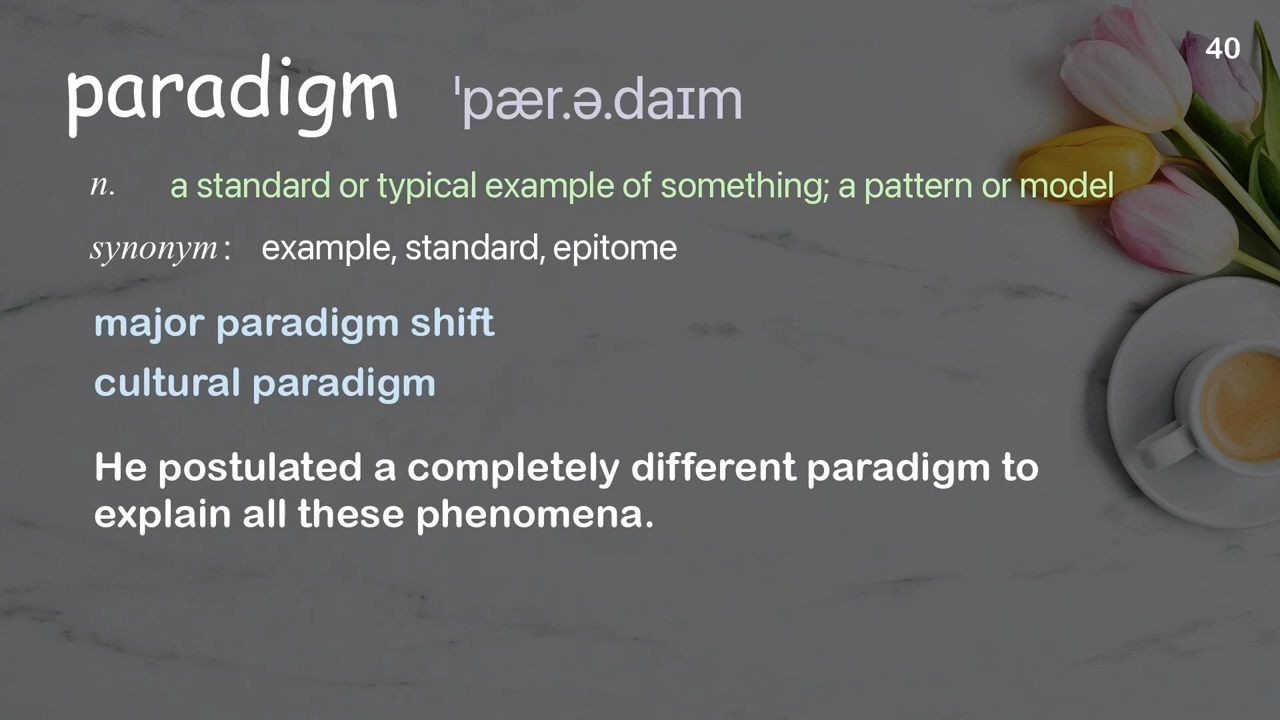 40
paradigm ˈpær.ə.daɪm
n. a standard or typical example of something; a pattern or model
synonym: example, standard, epitome
major paradigm shift
cultural paradigm
He postulated a completely different paradigm to
explain all these phenomena.